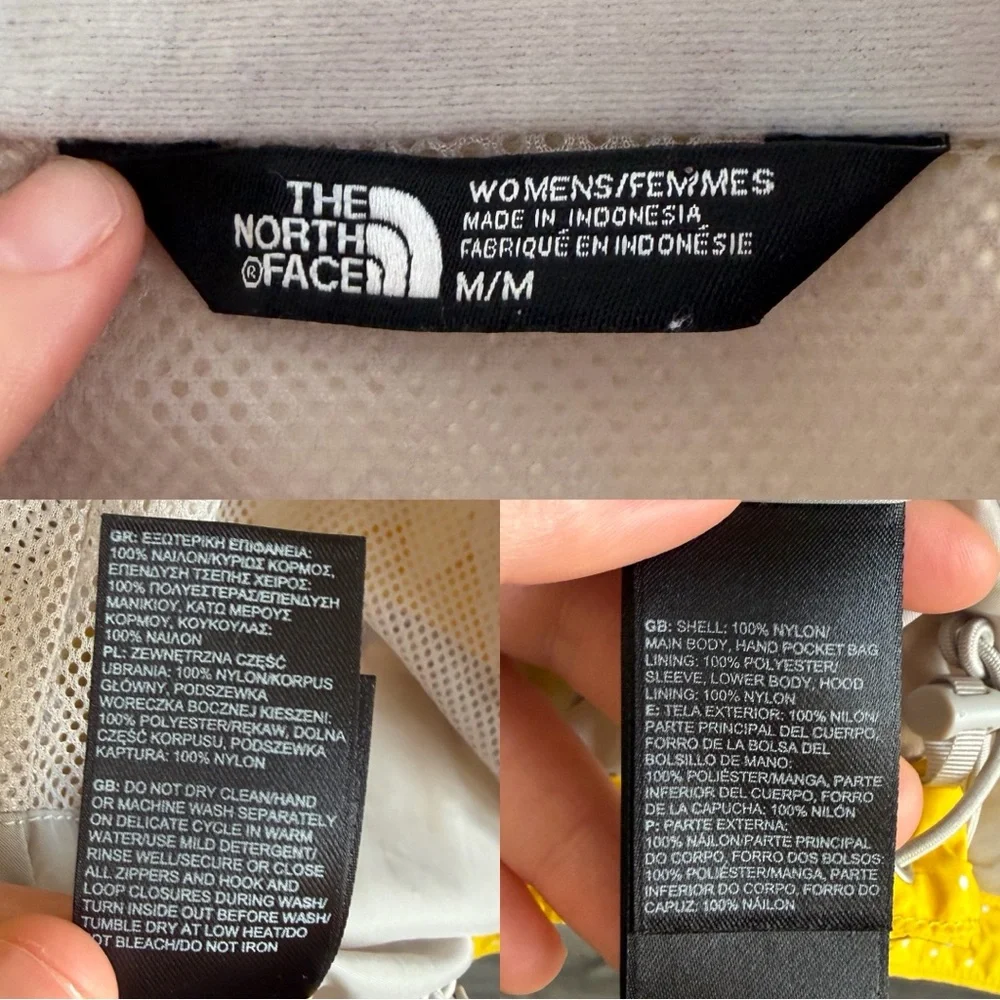 THE
NORTH
®FACE
WOMENS/FEMMES
MADE IN INDONESIA
FABRIQUÉ EN INDONÉSIE
M/M
GR: ΕΞΩΤΕΡΙΚΗ ΕΠΙΦΑΝΕΙΑ:
100% ΝΑΙΛΟΝ/ΚΥΡΙΩΣ ΚΟΡΜΟΣ,
ΕΠΕΝΔΥΣΗ ΤΣΕΠΗΣ ΧΕΙΡΟΣ:
100% ΠΟΛΥΕΣΤΕΡΑΣ/ΕΠΕΝΔΥΣΗ
ΜΑΝΙΚΙΟΥ, ΚΑΤΩ ΜΕΡΟΥΣ
ΚΟΡΜΟΥ, ΚΟΥΚΟΥΛΑΣ:
100% ΝΑΙΛΟΝ
PL: ZEWNĘTRZNA CZĘŚĆ
UBRANIA: 100% NYLON/KORPUS
GŁÓWNY, PODSZEWKA
WORECZKA BOCZNEJ KIESZENI:
100% POLYESTER/RĘKAW, DOLNA
CZĘŚĆ KORPUSU, PODSZEWKA
KAPTURA: 100% NYLON
GB: DO NOT DRY CLEAN/HAND
OR MACHINE WASH SEPARATELY
ON DELICATE CYCLE IN WARM
WATER/USE MILD DETERGENT/
RINSE WELL/SECURE OR CLOSE
ALL ZIPPERS AND HOOK AND
LOOP CLOSURES DURING WASH/
TURN INSIDE OUT BEFORE WASH/
TUMBLE DRY AT LOW HEAT/DO
NOT BLEACH/DO NOT IRON
GB: SHELL: 100% NYLON/
MAIN BODY, HAND POCKET BAG
LINING: 100% POLYESTER/
SLEEVE, LOWER BODY, HOOD
LINING: 100% NYLON
E: TELA EXTERIOR: 100% NILÓN/
PARTE PRINCIPAL DEL CUERPO,
FORRO DE LA BOLSA DEL
BOLSILLO DE MANO:
100% POLIÉSTER/MANGA, PARTE
INFERIOR DEL CUERPO, FORRO
DE LA CAPUCHA: 100% NILÓN
P: PARTE EXTERNA:
100% NÁILON/PARTE PRINCIPAL
DO CORPO, FORRO DOS BOLSOS:
100% POLIÉSTER/MANGA, PARTE
INFERIOR DO CORPO, FORRO DO
CAPUZ: 100% NÁILON